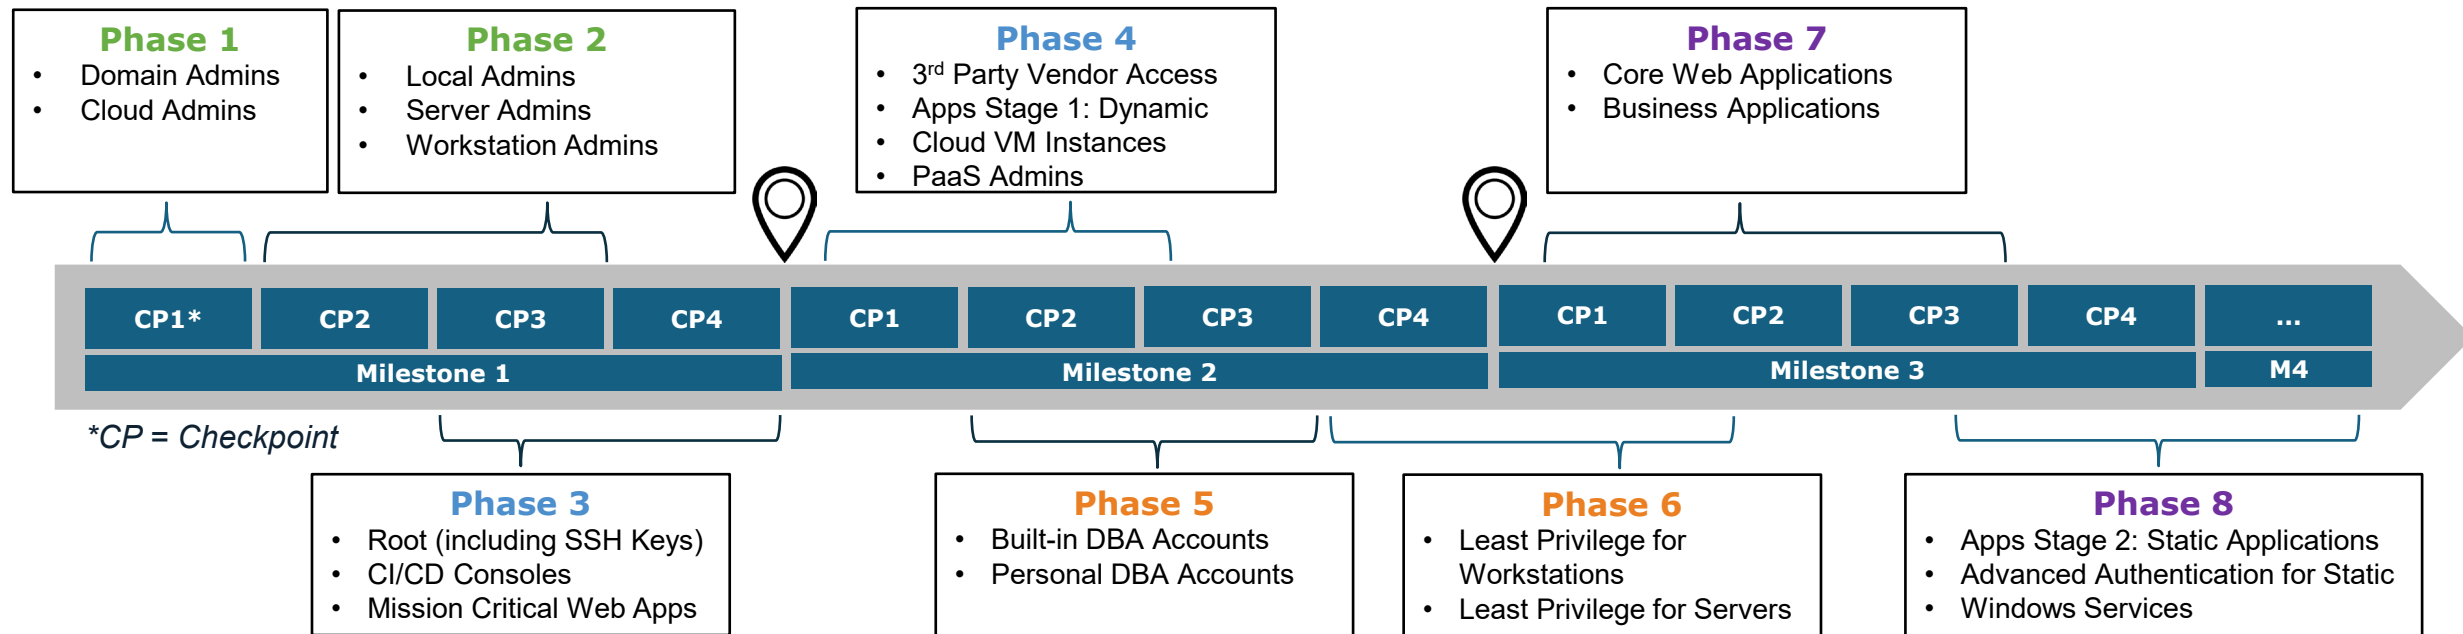 Phase 1
• Domain Admins
• Cloud Admins
Phase 2
• Local Admins
• Server Admins
• Workstation Admins
Phase 4
• 3rd Party Vendor Access
• Apps Stage 1: Dynamic
• Cloud VM Instances
• PaaS Admins
Phase 7
• Core Web Applications
• Business Applications
CP1* CP2 CP3 CP4 CP1 CP2 CP3 CP4 CP1 CP2 CP3 CP4 ...
Milestone 1 Milestone 2 Milestone 3 M4
*CP = Checkpoint
Phase 3
• Root (including SSH Keys)
• CI/CD Consoles
• Mission Critical Web Apps
Phase 5
• Built-in DBA Accounts
• Personal DBA Accounts
Phase 6
• Least Privilege for
Workstations
• Least Privilege for Servers
Phase 8
• Apps Stage 2: Static Applications
• Advanced Authentication for Static
• Windows Services